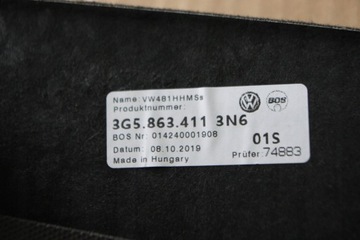 Name: VW481HHMSs
Produktnummer:
3G5.863.411 3N6
BOS Nr. 014240001908
01S
Datum: 08.10.2019
Prüfer: 74883
Made in Hungary
BOS